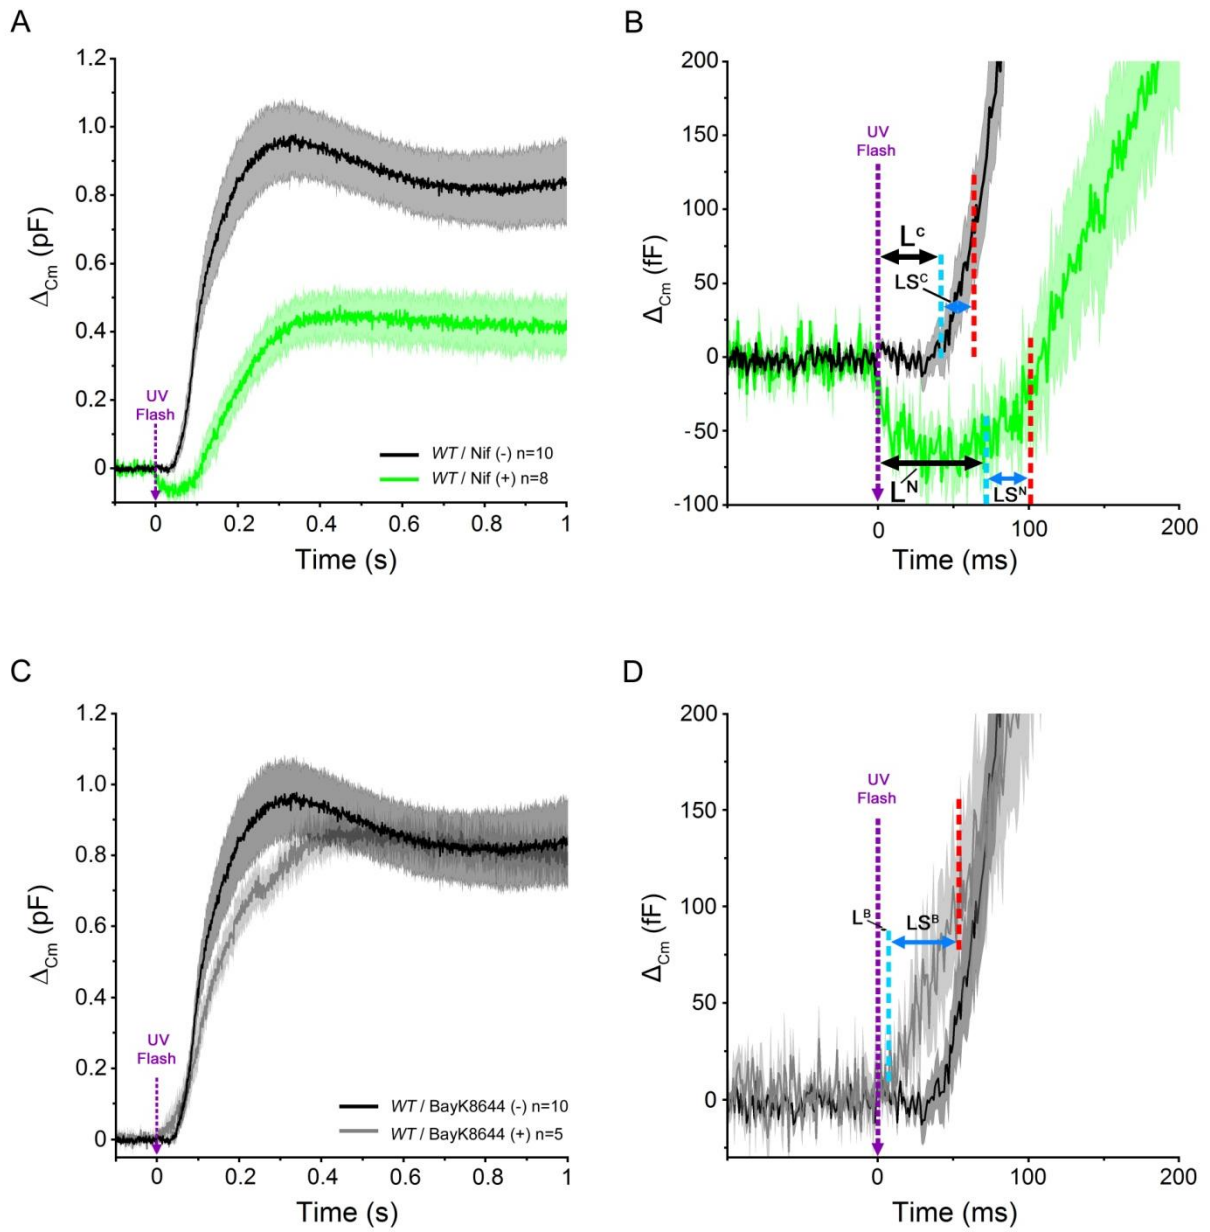 A
1.2
1.0
0.8
0.6
0.4
0.2
0
ΔCm (pF)
UV
Flash
WT / Nif (-) n=10
WT / Nif (+) n=8
0 0.2 0.4 0.6 0.8 1
Time (s)
B
200
150
100
50
0
-50
-100
ΔCm (fF)
UV
Flash
Lᶜ
LSᶜ
Lᴺ
LSᴺ
0 100 200
Time (ms)
C
1.2
1.0
0.8
0.6
0.4
0.2
0
ΔCm (pF)
UV
Flash
WT / BayK8644 (-) n=10
WT / BayK8644 (+) n=5
0 0.2 0.4 0.6 0.8 1
Time (s)
D
200
150
100
50
0
ΔCm (fF)
UV
Flash
Lᴮ
LSᴮ
0 100 200
Time (ms)